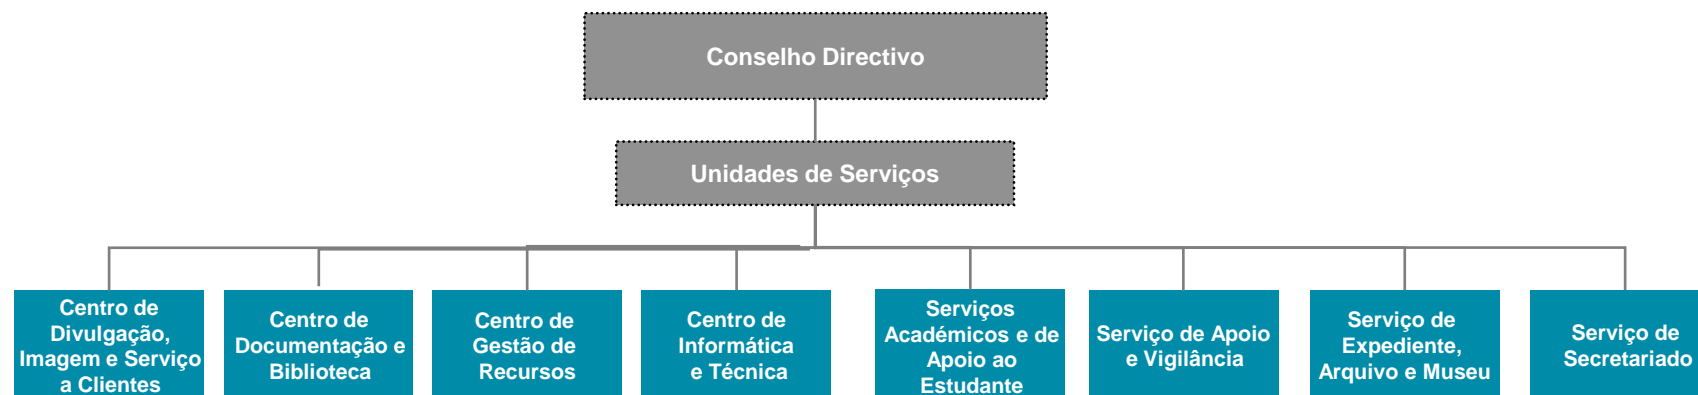 Conselho Directivo
Unidades de Serviços
Centro de
Divulgação,
Imagem e Serviço
a Clientes
Centro de
Documentação e
Biblioteca
Centro de
Gestão de
Recursos
Centro de
Informática
e Técnica
Serviços
Académicos e de
Apoio ao
Estudante
Serviço de Apoio
e Vigilância
Serviço de
Expediente,
Arquivo e Museu
Serviço de
Secretariado